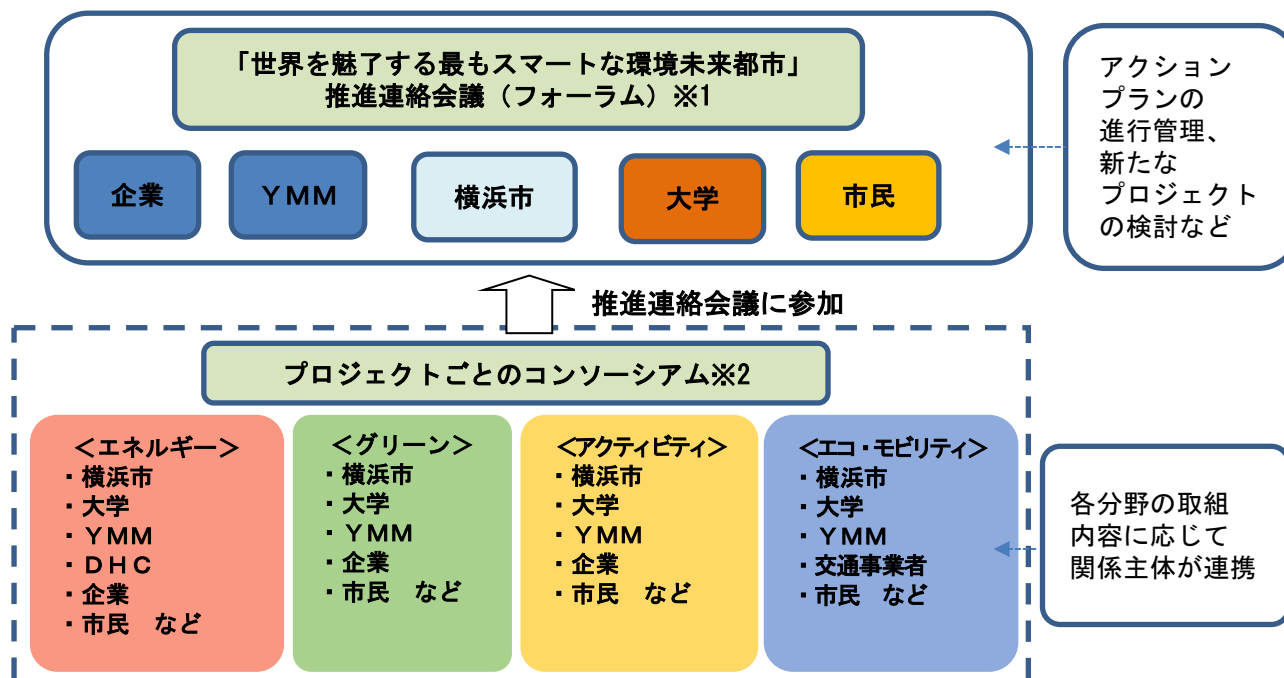 「世界を魅了する最もスマートな環境未来都市」
推進連絡会議（フォーラム）※1
企業
ＹＭＭ
横浜市
大学
市民
アクション
プランの
進行管理、
新たな
プロジェクト
の検討など
推進連絡会議に参加
プロジェクトごとのコンソーシアム※2
＜エネルギー＞
・横浜市
・大学
・ＹＭＭ
・ＤＨＣ
・企業
・市民　など
＜グリーン＞
・横浜市
・大学
・ＹＭＭ
・企業
・市民　など
＜アクティビティ＞
・横浜市
・大学
・ＹＭＭ
・企業
・市民　など
＜エコ・モビリティ＞
・横浜市
・大学
・ＹＭＭ
・交通事業者
・市民　など
各分野の取組
内容に応じて
関係主体が連携